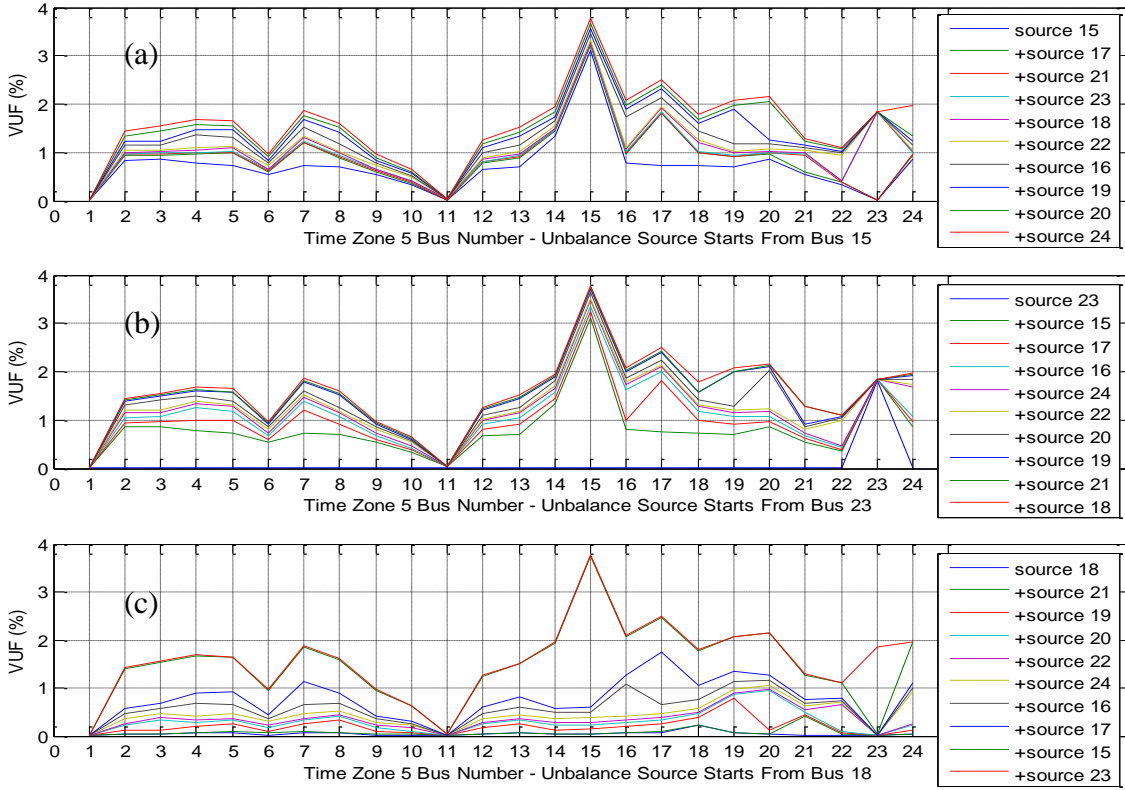 4
3
2
1
0
VUF (%)
(a)
0 1 2 3 4 5 6 7 8 9 10 11 12 13 14 15 16 17 18 19 20 21 22 23 24
Time Zone 5 Bus Number - Unbalance Source Starts From Bus 15
source 15
+source 17
+source 21
+source 23
+source 18
+source 22
+source 16
+source 19
+source 20
+source 24
4
3
2
1
0
VUF (%)
(b)
0 1 2 3 4 5 6 7 8 9 10 11 12 13 14 15 16 17 18 19 20 21 22 23 24
Time Zone 5 Bus Number - Unbalance Source Starts From Bus 23
source 23
+source 15
+source 17
+source 16
+source 24
+source 22
+source 20
+source 19
+source 21
+source 18
4
3
2
1
0
VUF (%)
(c)
0 1 2 3 4 5 6 7 8 9 10 11 12 13 14 15 16 17 18 19 20 21 22 23 24
Time Zone 5 Bus Number - Unbalance Source Starts From Bus 18
source 18
+source 21
+source 19
+source 20
+source 22
+source 24
+source 16
+source 17
+source 15
+source 23